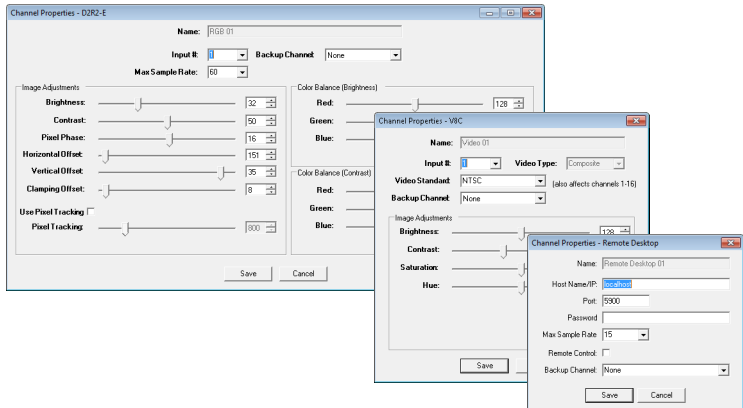 Channel Properties - D2R2-E
Name: RGB 01
Input #: 1 Backup Channel: None
Max Sample Rate: 60
Image Adjustments
Brightness: 32
Contrast: 50
Pixel Phase: 16
Horizontal Offset: 151
Vertical Offset: 35
Clamping Offset: 8
Use Pixel Tracking
Pixel Tracking: 800
Color Balance (Brightness)
Red: 128
Green:
Blue:
Color Balance (Contrast)
Red:
Green:
Blue:
Save Cancel
Channel Properties - V8C
Name: Video 01
Input #: 1 Video Type: Composite
Video Standard: NTSC (also affects channels 1-16)
Backup Channel: None
Image Adjustments
Brightness: 128
Contrast:
Saturation:
Hue:
Save
Channel Properties - Remote Desktop
Name: Remote Desktop 01
Host Name/IP: localhost
Port: 5900
Password
Max Sample Rate 15
Remote Control:
Backup Channel: None
Save Cancel